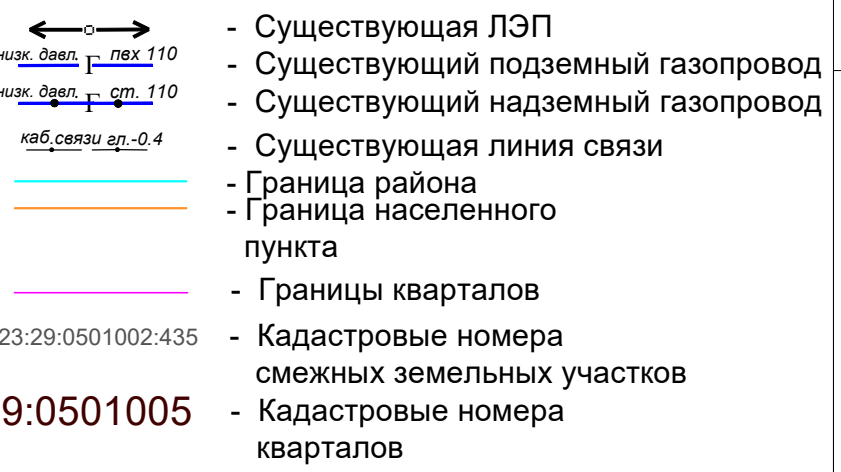 - Существующая ЛЭП
низк. давл. Г пвх 110 - Существующий подземный газопровод
низк. давл. Г ст. 110 - Существующий надземный газопровод
каб.связи гл.-0.4 - Существующая линия связи
- Граница района
- Граница населенного
пункта
- Границы кварталов
23:29:0501002:435 - Кадастровые номера
смежных земельных участков
9:0501005 - Кадастровые номера
кварталов